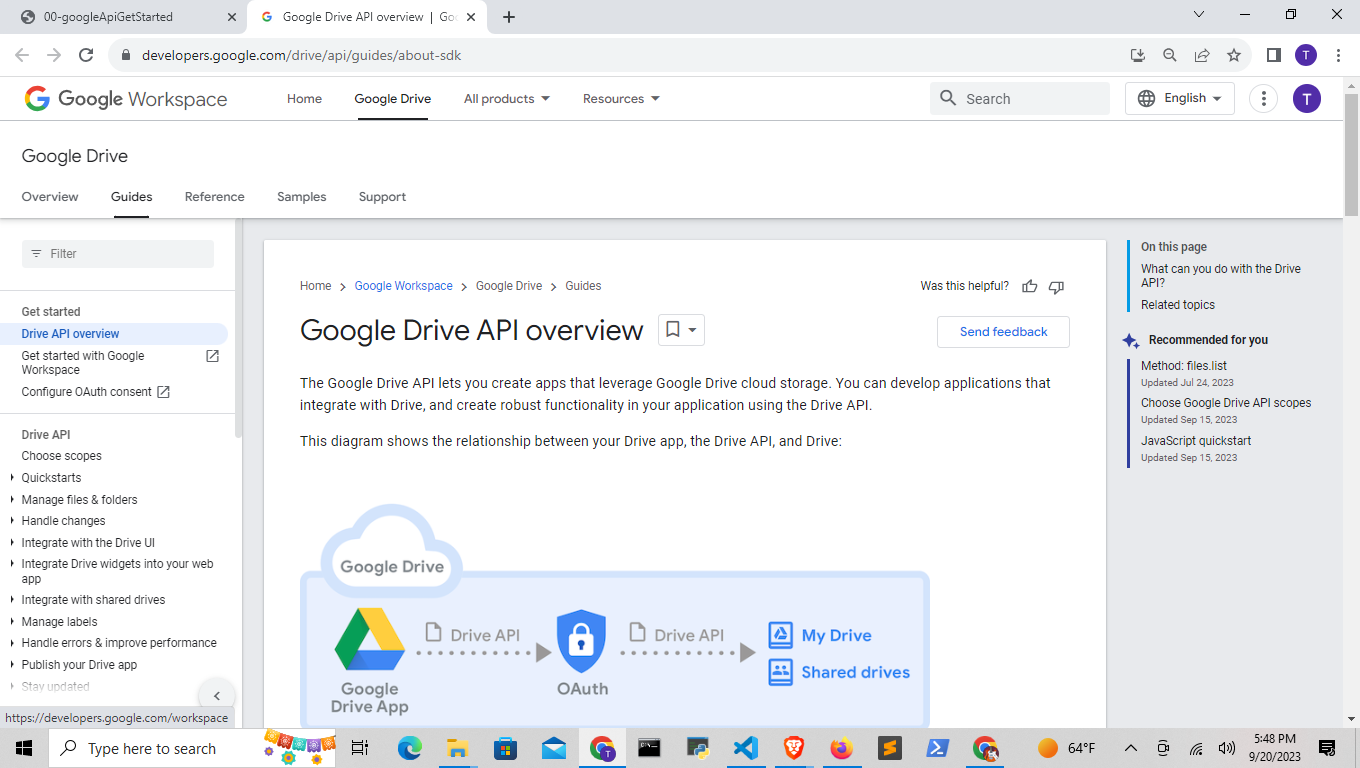 00-googleApiGetStarted
Google Drive API overview | Goo
developers.google.com/drive/api/guides/about-sdk
T
Google Workspace
Home
Google Drive
All products
Resources
Search
English
T
Google Drive
Overview
Guides
Reference
Samples
Support
Filter
Get started
Drive API overview
Get started with Google
Workspace
Configure OAuth consent
Drive API
Choose scopes
Quickstarts
Manage files & folders
Handle changes
Integrate with the Drive UI
Integrate Drive widgets into your web
app
Integrate with shared drives
Manage labels
Handle errors & improve performance
Publish your Drive app
Stay updated
https://developers.google.com/workspace
Home
Google Workspace
Google Drive
Guides
Was this helpful?
Google Drive API overview
Send feedback
The Google Drive API lets you create apps that leverage Google Drive cloud storage. You can develop applications that
integrate with Drive, and create robust functionality in your application using the Drive API.
This diagram shows the relationship between your Drive app, the Drive API, and Drive:
Google Drive
Drive API
Drive API
My Drive
Shared drives
Google
Drive App
OAuth
On this page
What can you do with the Drive
API?
Related topics
Recommended for you
Method: files.list
Updated Jul 24, 2023
Choose Google Drive API scopes
Updated Sep 15, 2023
JavaScript quickstart
Updated Sep 15, 2023
Type here to search
T
64°F
5:48 PM
9/20/2023